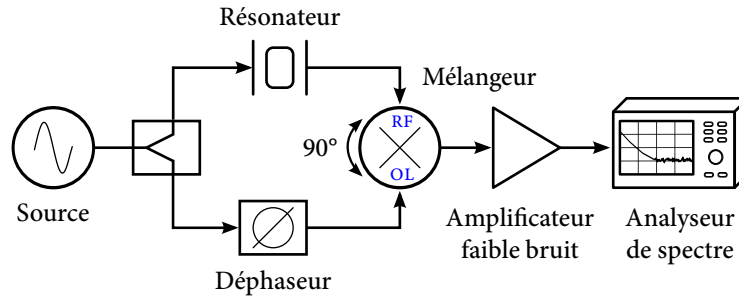 Résonateur
Mélangeur
RF
90°
OL
Source
Déphaseur
Amplificateur
faible bruit
Analyseur
de spectre